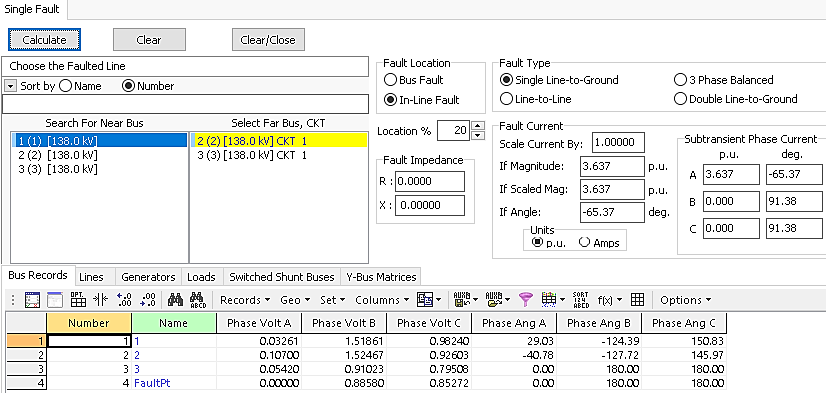 Single Fault
Calculate Clear Clear/Close
Choose the Faulted Line
Sort by Name Number
Search For Near Bus Select Far Bus, CKT
1 (1) [138.0 kV] 2 (2) [138.0 kV] CKT 1
2 (2) [138.0 kV] 3 (3) [138.0 kV] CKT 1
3 (3) [138.0 kV]
Fault Location
Bus Fault
In-Line Fault
Location % 20
Fault Impedance
R : 0.0000
X : 0.00000
Fault Type
Single Line-to-Ground 3 Phase Balanced
Line-to-Line Double Line-to-Ground
Fault Current
Scale Current By: 1.00000
If Magnitude: 3.637 p.u.
If Scaled Mag: 3.637 p.u.
If Angle: -65.37 deg.
Units
p.u. Amps
Subtransient Phase Current
p.u. deg.
A 3.637 -65.37
B 0.000 91.38
C 0.000 91.38
Bus Records Lines Generators Loads Switched Shunt Buses Y-Bus Matrices
Records Geo Set Columns f(x) Options
Number Name Phase Volt A Phase Volt B Phase Volt C Phase Ang A Phase Ang B Phase Ang C
1 1 1 0.03261 1.51861 0.98240 29.03 -124.39 150.83
2 2 2 0.10700 1.52467 0.92603 -40.78 -127.72 145.97
3 3 3 0.05420 0.91023 0.79508 0.00 180.00 180.00
4 4 FaultPt 0.00000 0.88580 0.85272 0.00 180.00 180.00